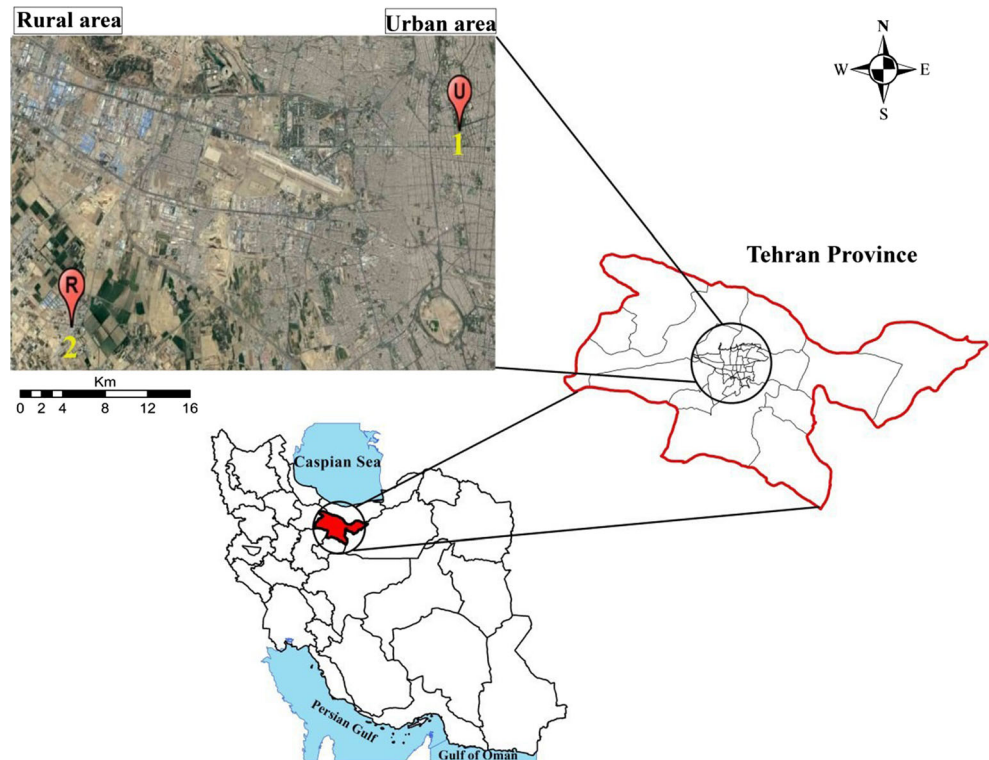 Rural area
Urban area
N
W
E
S
U
1
Tehran Province
R
2
Km
0 2 4 8 12 16
Caspian Sea
Persian Gulf
Gulf of Oman